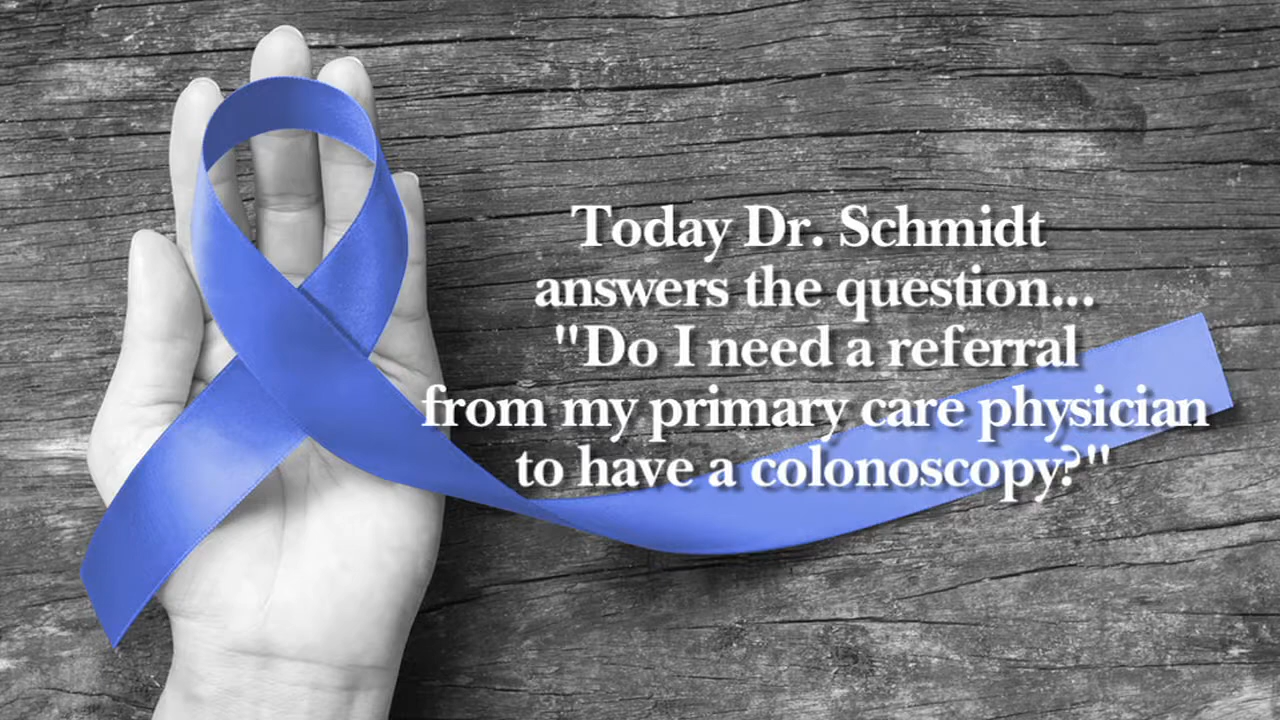 Today Dr. Schmidt
answers the question...
"Do I need a referral
from my primary care physician
to have a colonoscopy?"